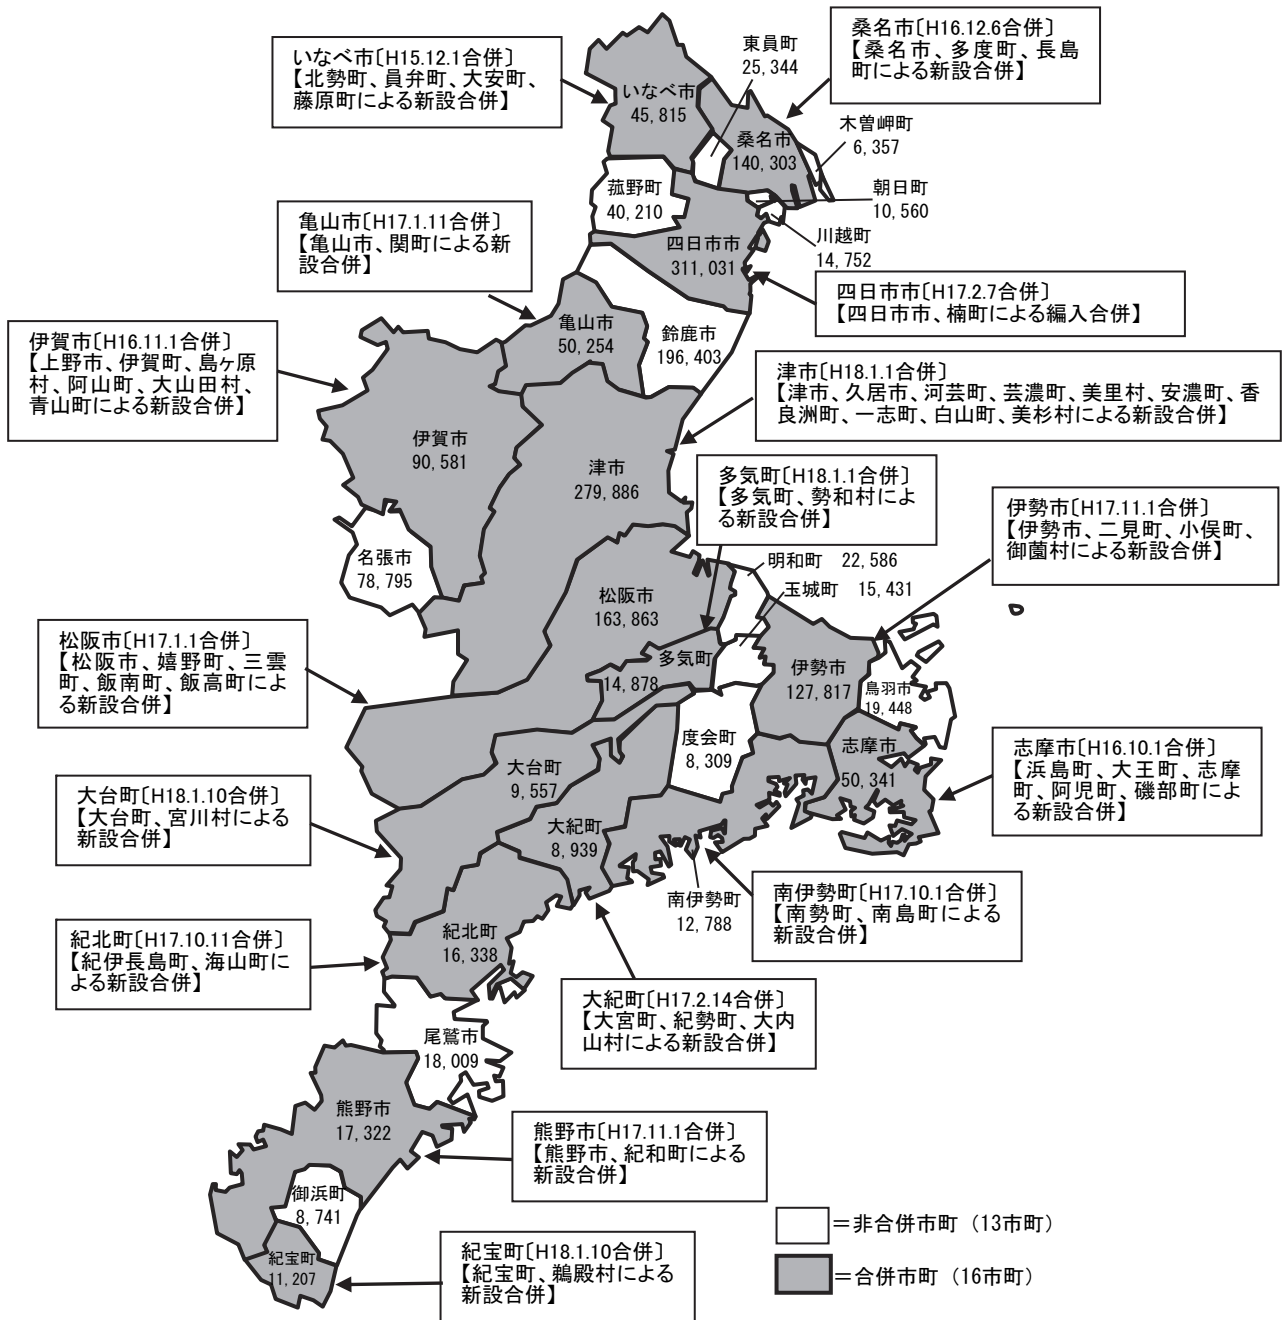 いなべ市〔H15.12.1合併〕
【北勢町、員弁町、大安町、
藤原町による新設合併】
桑名市〔H16.12.6合併〕
【桑名市、多度町、長島
町による新設合併】
東員町
25,344
いなべ市
45,815
桑名市
140,303
木曽岬町
6,357
菰野町
40,210
朝日町
10,560
川越町
14,752
四日市市
311,031
亀山市〔H17.1.11合併〕
【亀山市、関町による新
設合併】
四日市市〔H17.2.7合併〕
【四日市市、楠町による編入合併】
亀山市
50,254
鈴鹿市
196,403
伊賀市〔H16.11.1合併〕
【上野市、伊賀町、島ヶ原
村、阿山町、大山田村、
青山町による新設合併】
津市〔H18.1.1合併〕
【津市、久居市、河芸町、芸濃町、美里村、安濃町、香
良洲町、一志町、白山町、美杉村による新設合併】
伊賀市
90,581
津市
279,886
多気町〔H18.1.1合併〕
【多気町、勢和村によ
る新設合併】
伊勢市〔H17.11.1合併〕
【伊勢市、二見町、小俣町、
御薗村による新設合併】
名張市
78,795
明和町 22,586
玉城町 15,431
松阪市
163,863
松阪市〔H17.1.1合併〕
【松阪市、嬉野町、三雲
町、飯南町、飯高町によ
る新設合併】
多気町
14,878
伊勢市
127,817
鳥羽市
19,448
度会町
8,309
志摩市
50,341
志摩市〔H16.10.1合併〕
【浜島町、大王町、志摩
町、阿児町、磯部町によ
る新設合併】
大台町
9,557
大台町〔H18.1.10合併〕
【大台町、宮川村による
新設合併】
大紀町
8,939
南伊勢町
12,788
南伊勢町〔H17.10.1合併〕
【南勢町、南島町による
新設合併】
紀北町
16,338
紀北町〔H17.10.11合併〕
【紀伊長島町、海山町に
よる新設合併】
大紀町〔H17.2.14合併〕
【大宮町、紀勢町、大内
山村による新設合併】
尾鷲市
18,009
熊野市
17,322
熊野市〔H17.11.1合併〕
【熊野市、紀和町による
新設合併】
御浜町
8,741
紀宝町
11,207
紀宝町〔H18.1.10合併〕
【紀宝町、鵜殿村による
新設合併】
＝非合併市町（13市町）
＝合併市町（16市町）